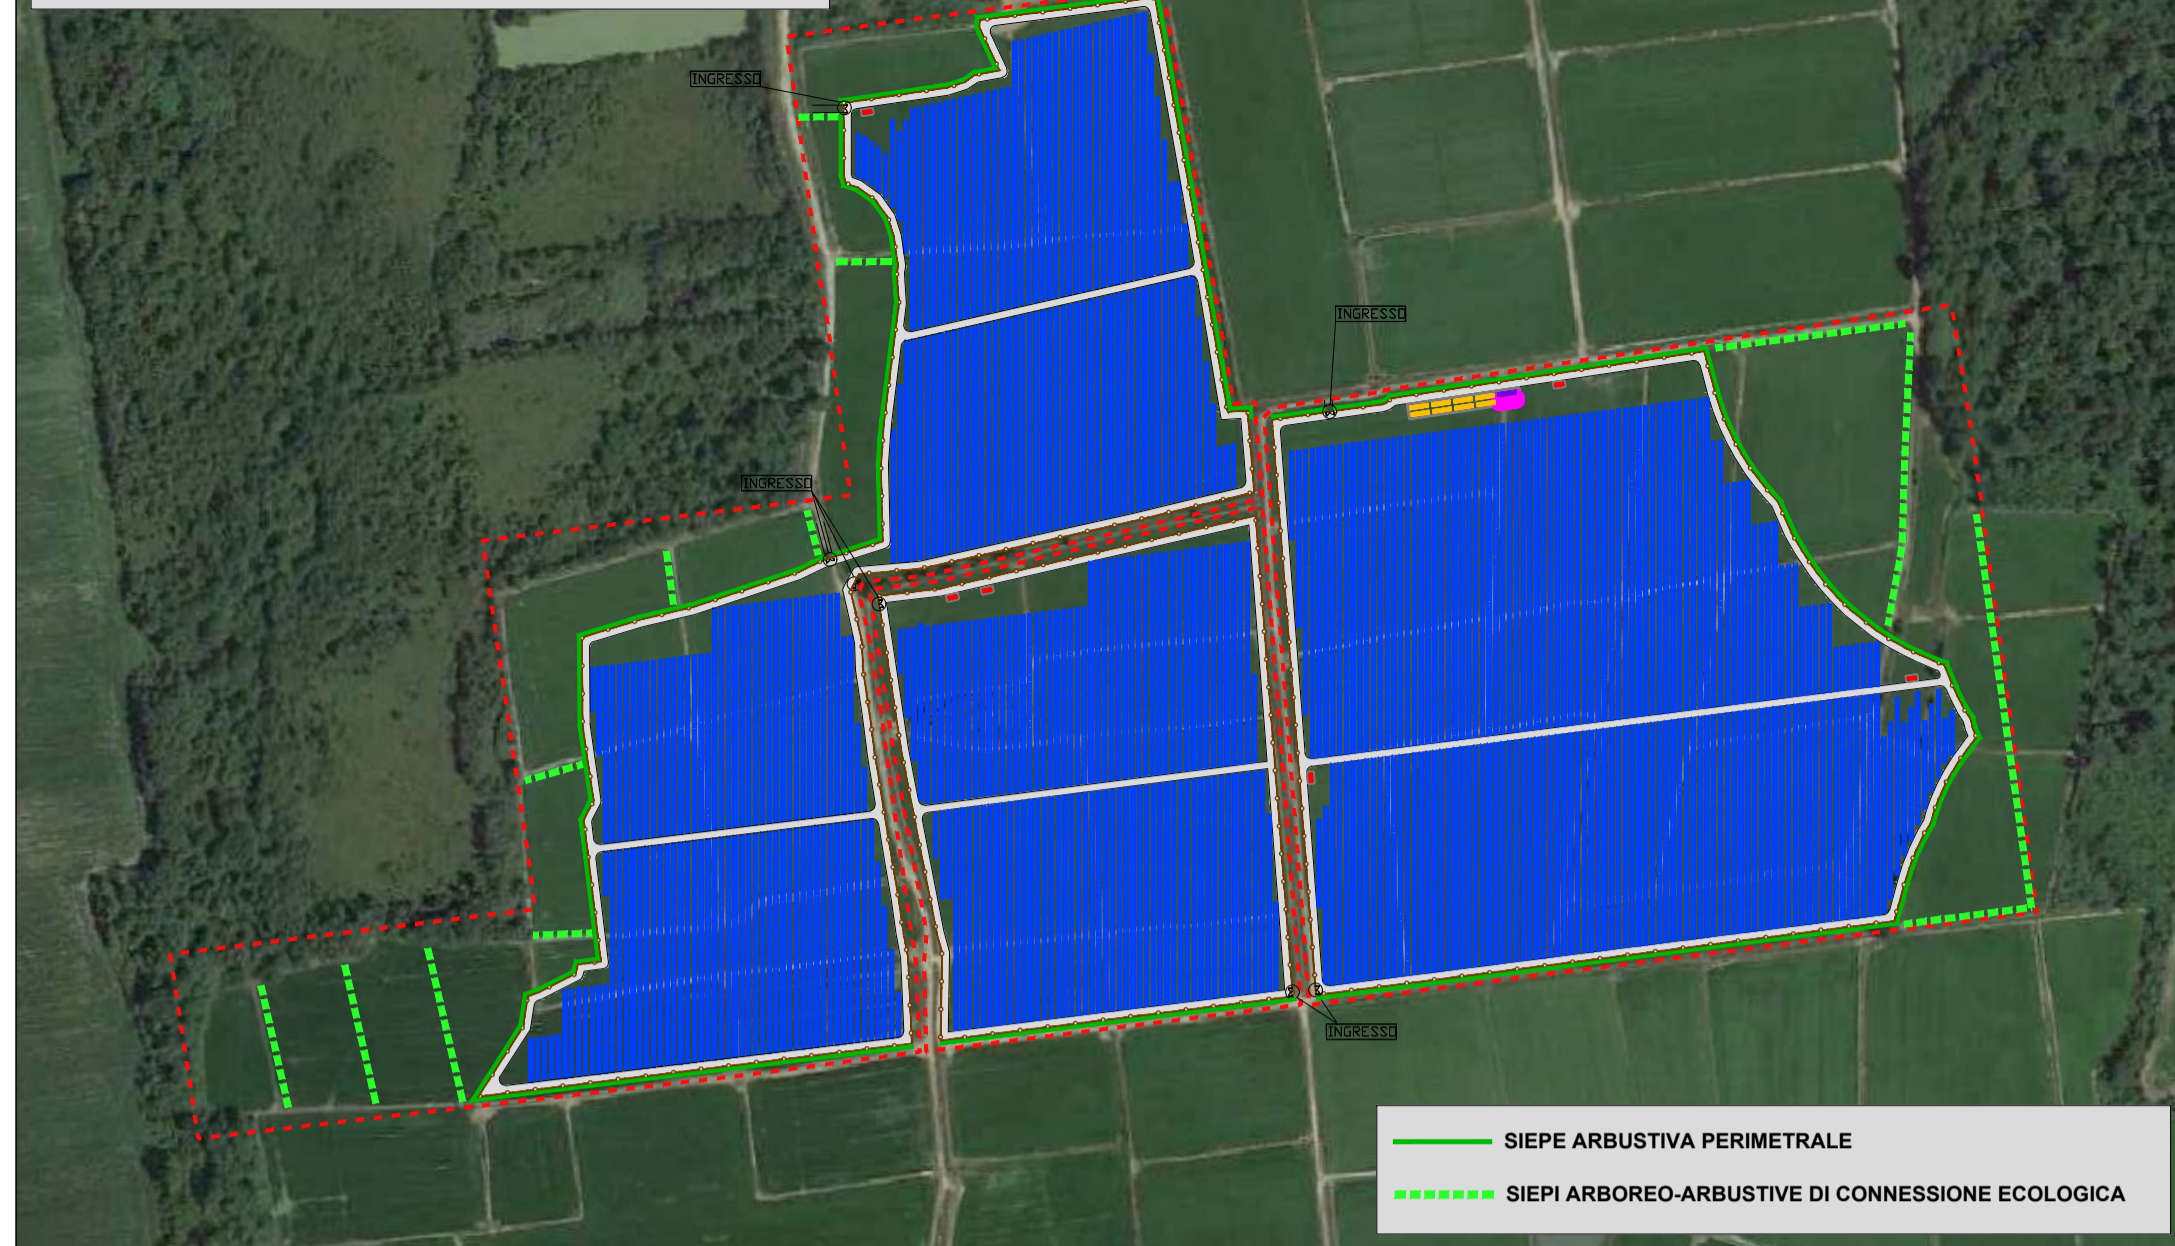 INGRESSO
INGRESSO
INGRESSO
INGRESSO
SIEPE ARBUSTIVA PERIMETRALE
SIEPI ARBOREO-ARBUSTIVE DI CONNESSIONE ECOLOGICA